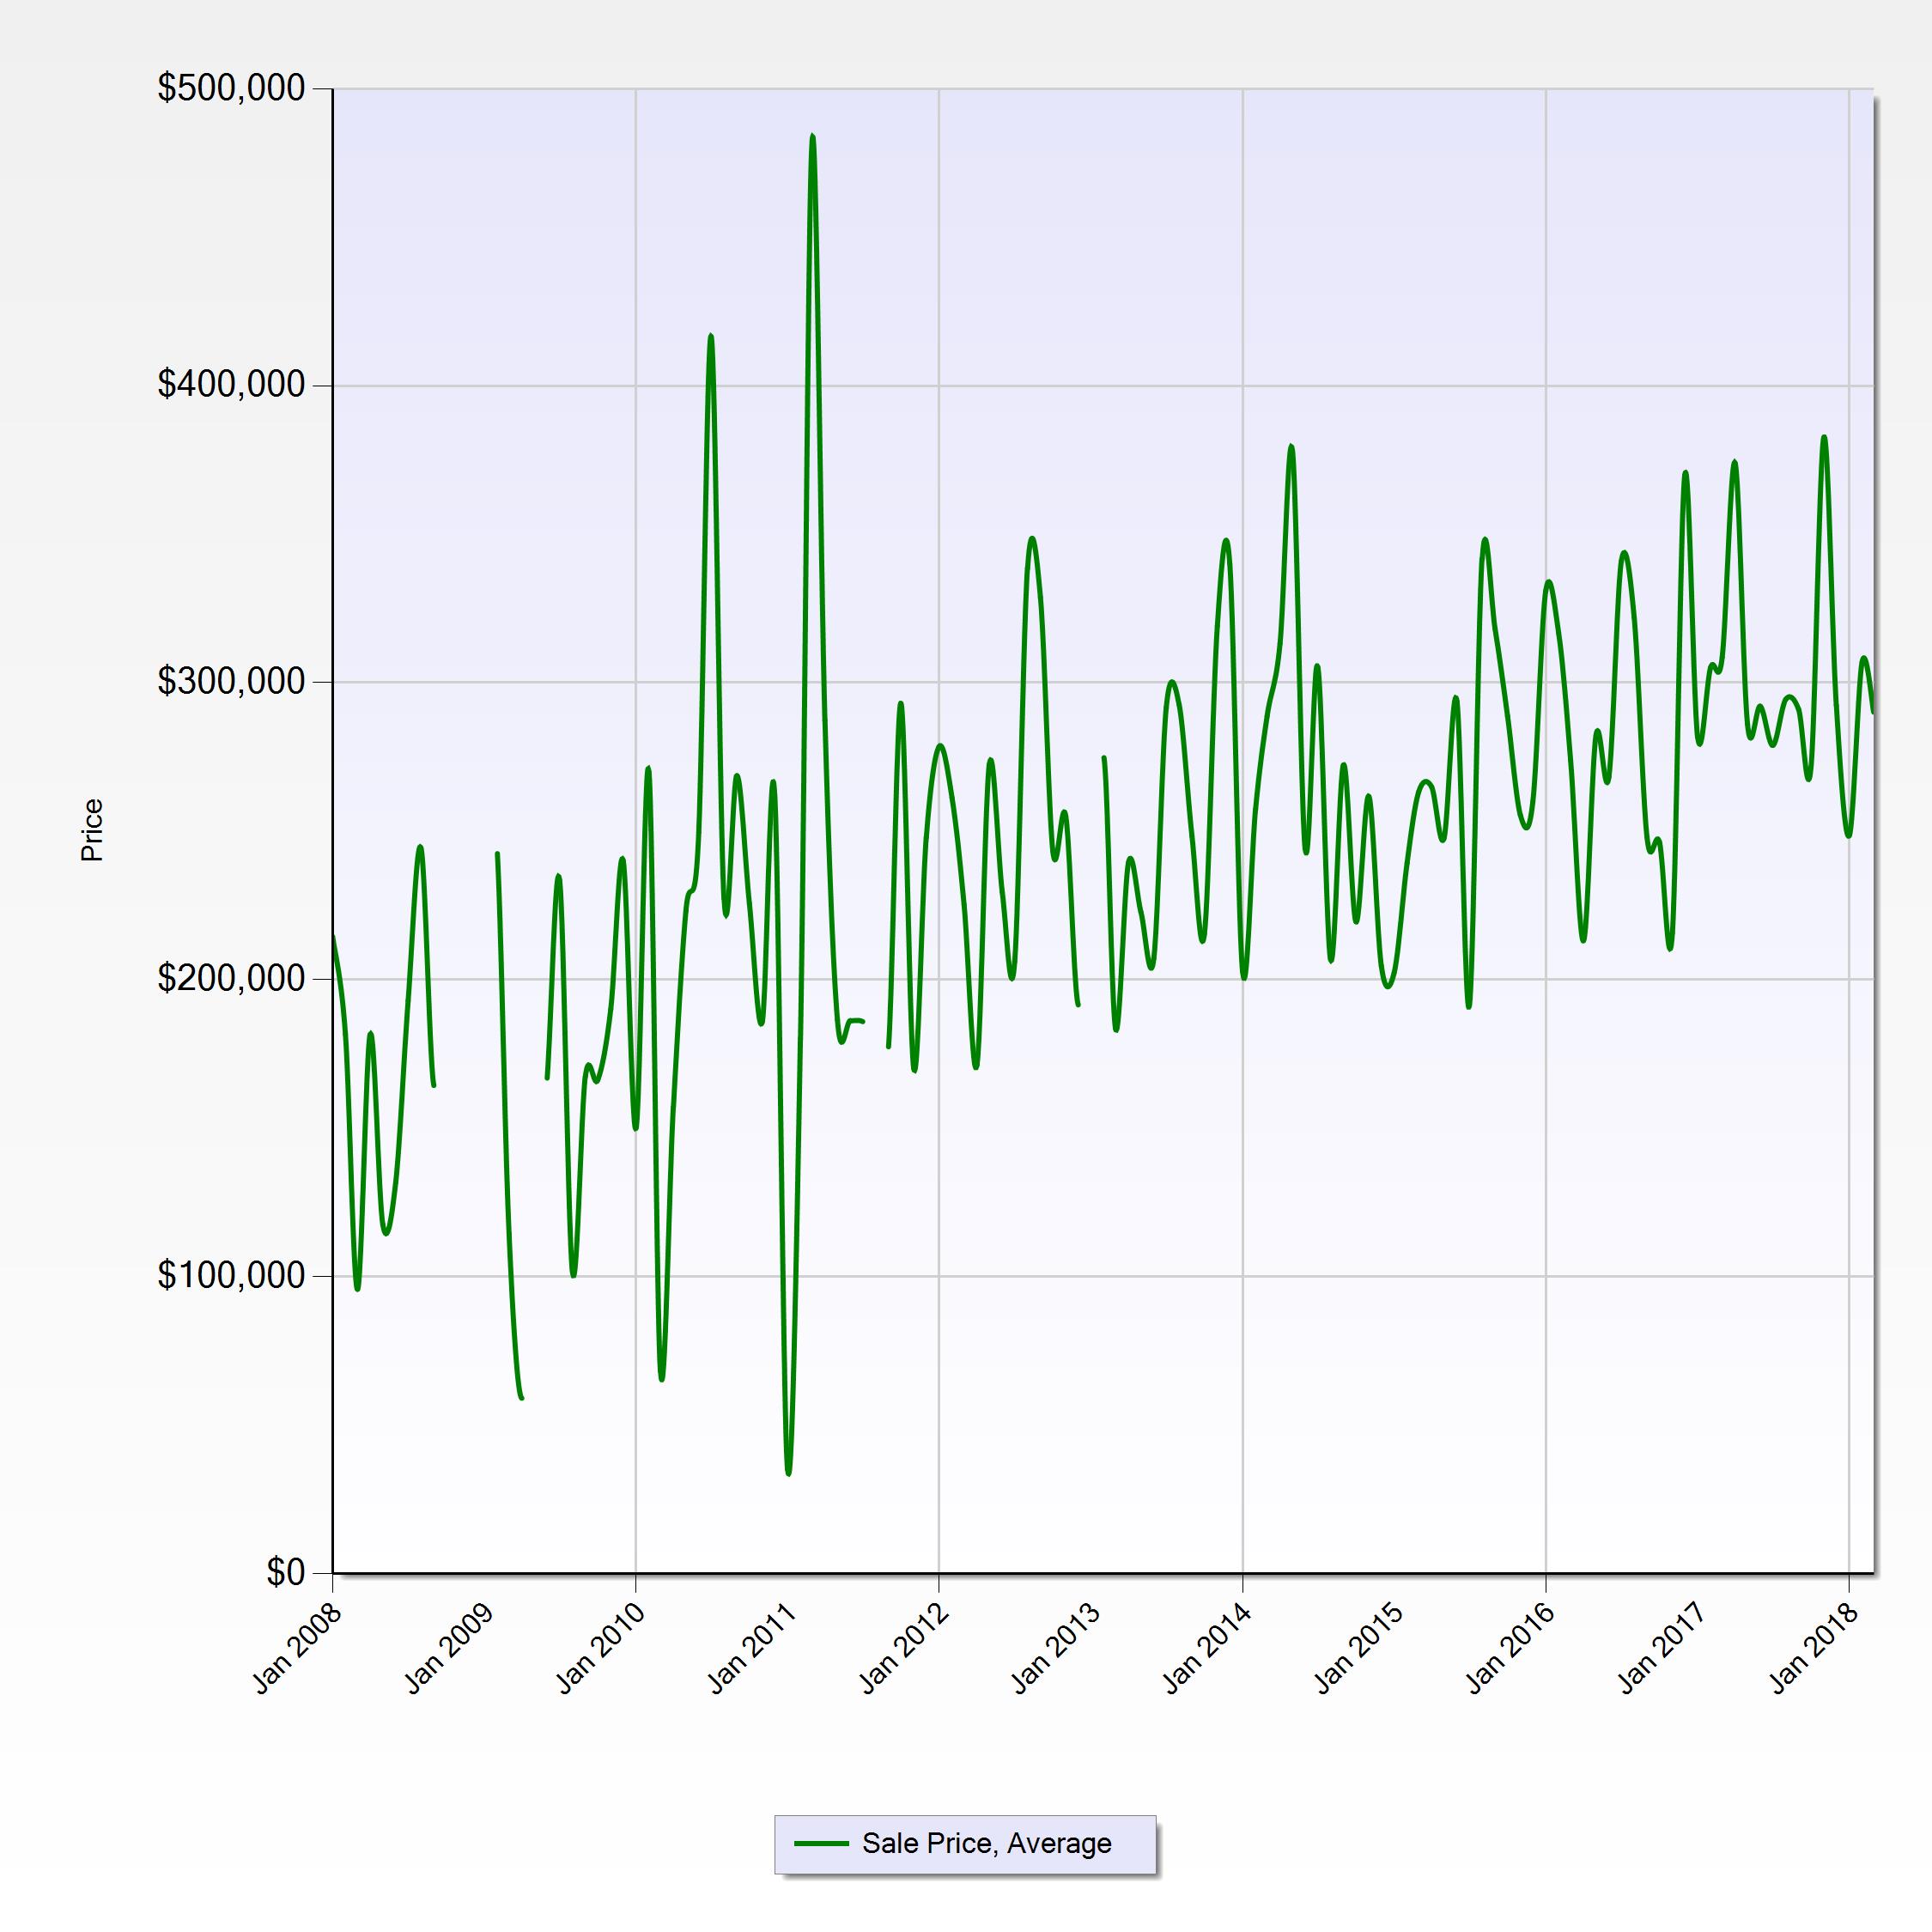 $500,000
$400,000
$300,000
$200,000
$100,000
$0
Price
Jan 2008
Jan 2009
Jan 2010
Jan 2011
Jan 2012
Jan 2013
Jan 2014
Jan 2015
Jan 2016
Jan 2017
Jan 2018
Sale Price, Average